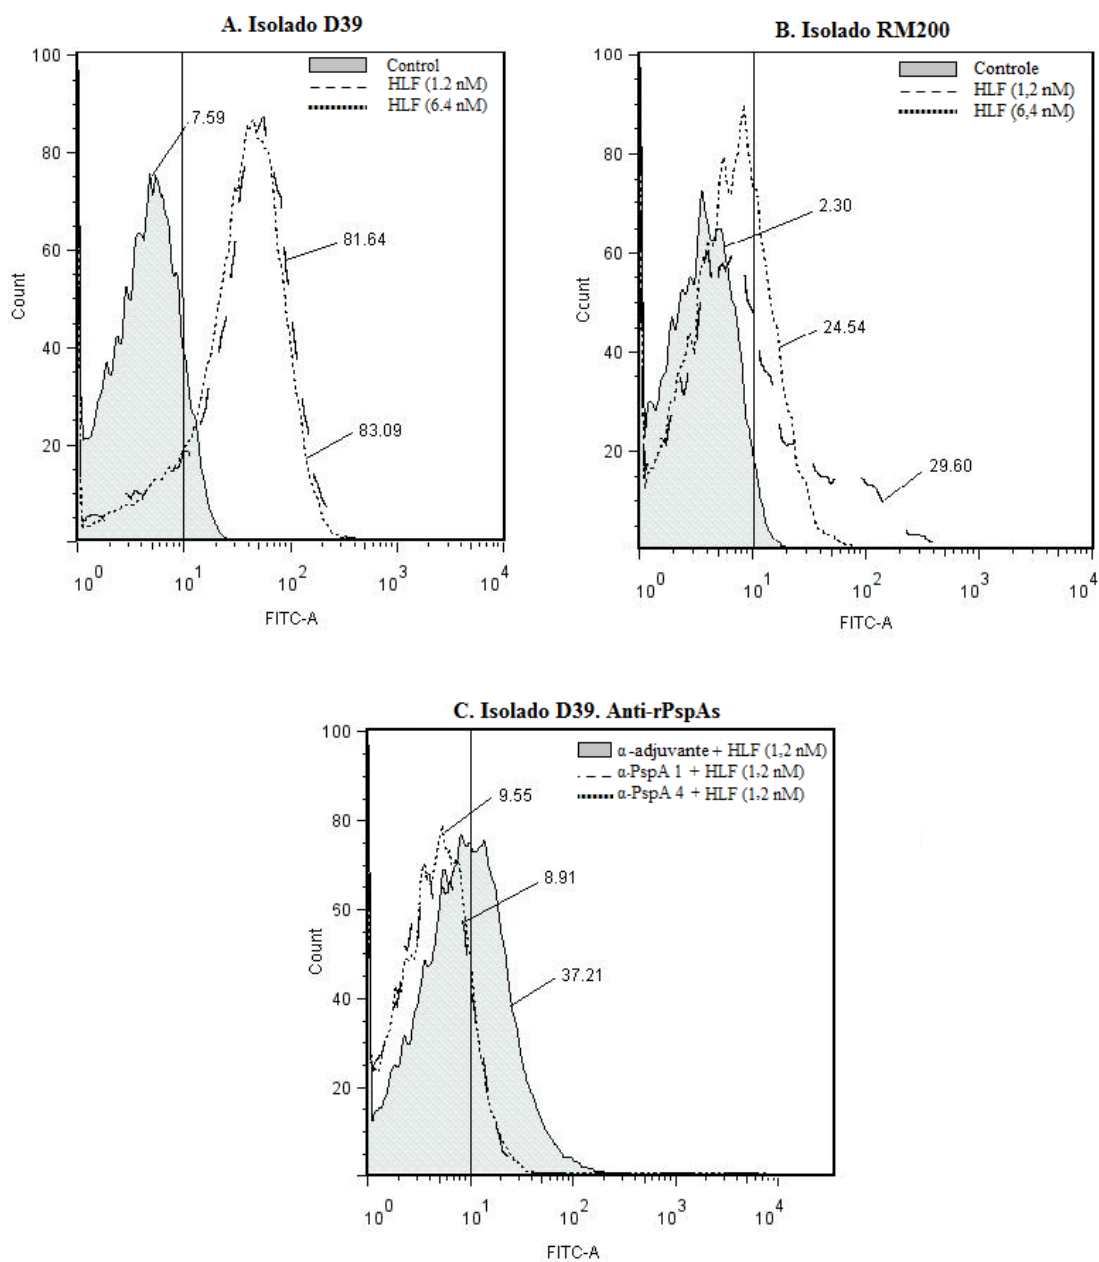 A. Isolado D39
Control
HLF (1.2 nM)
HLF (6.4 nM)
100
80
60
40
20
Count
7.59
81.64
83.09
10^0 10^1 10^2 10^3 10^4
FITC-A
B. Isolado RM200
Controle
HLF (1,2 nM)
HLF (6,4 nM)
100
80
60
40
20
Count
2.30
24.54
29.60
10^0 10^1 10^2 10^3 10^4
FITC-A
C. Isolado D39. Anti-rPspAs
α-adjuvante + HLF (1,2 nM)
α-PspA 1 + HLF (1,2 nM)
α-PspA 4 + HLF (1,2 nM)
100
80
60
40
20
Count
9.55
8.91
37.21
10^0 10^1 10^2 10^3 10^4
FITC-A